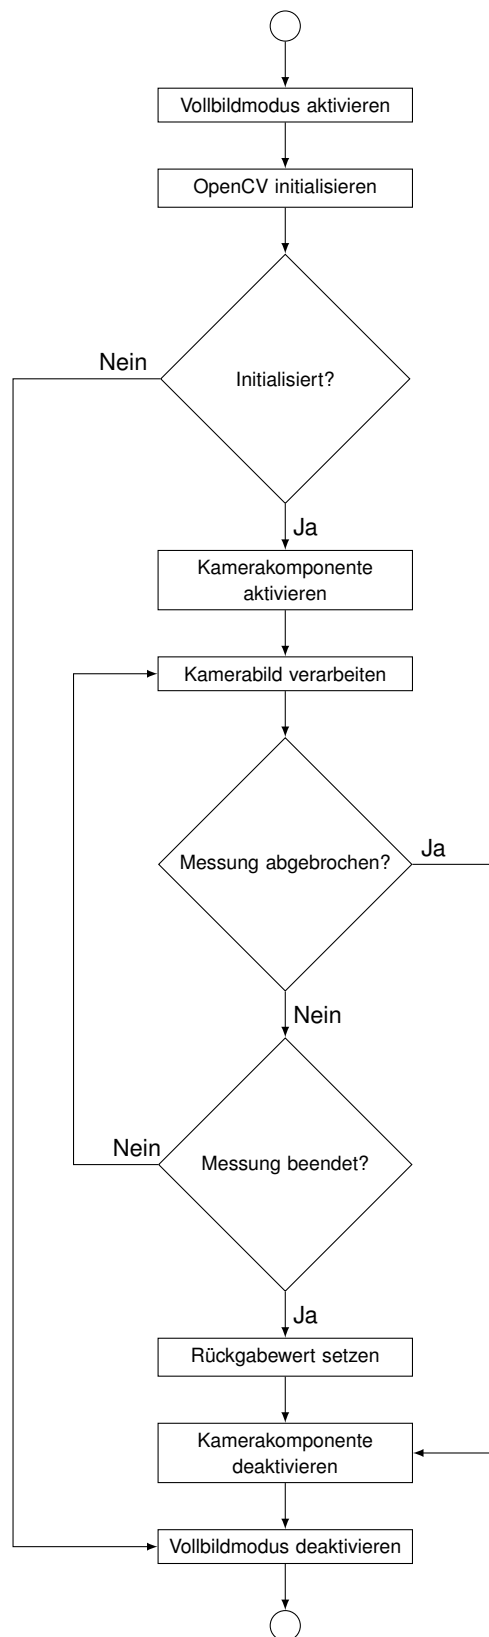 Vollbildmodus aktivieren
OpenCV initialisieren
Nein
Initialisiert?
Ja
Kamerakomponente
aktivieren
Kamerabild verarbeiten
Messung abgebrochen?
Ja
Nein
Nein
Messung beendet?
Ja
Rückgabewert setzen
Kamerakomponente
deaktivieren
Vollbildmodus deaktivieren